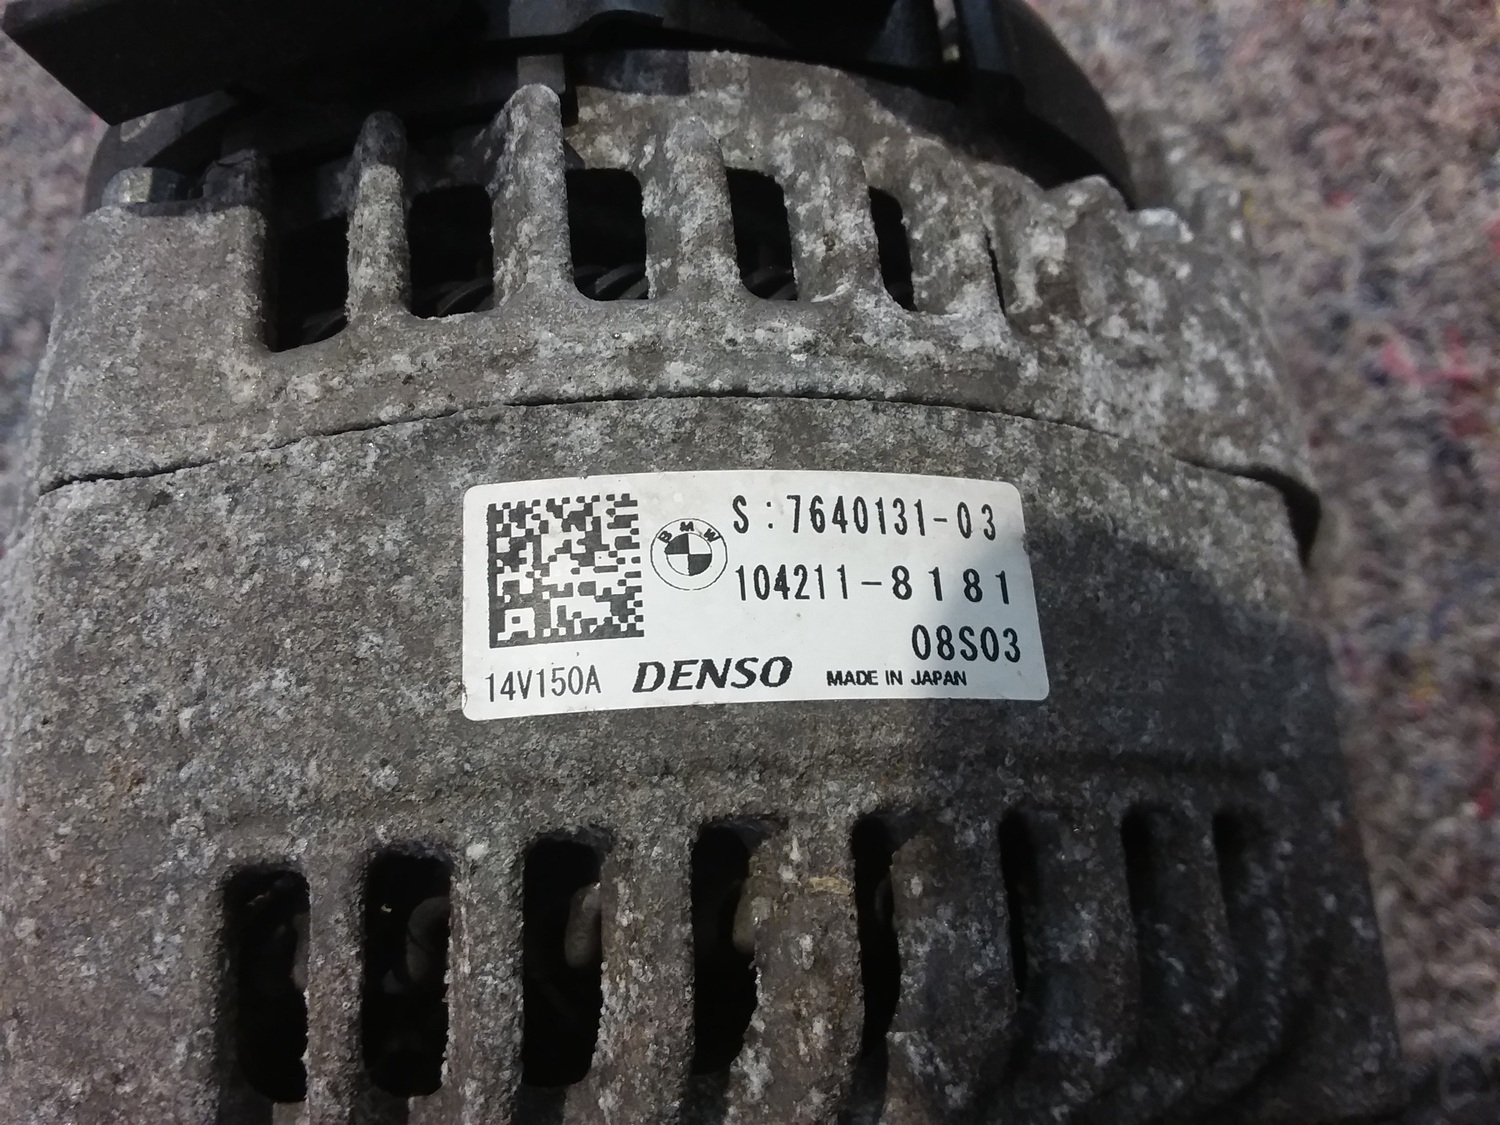 BMW
S:7640131-03
104211-8181
08S03
14V150A DENSO MADE IN JAPAN